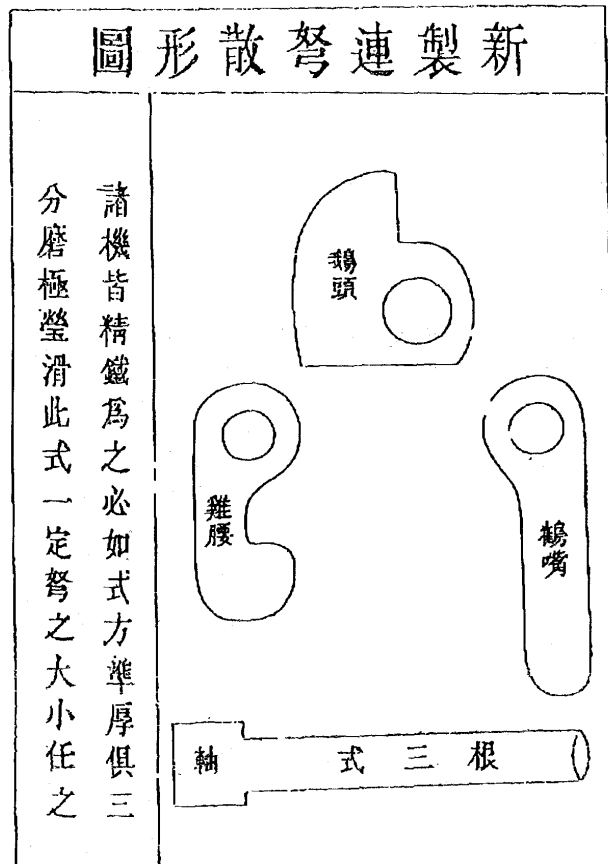 新製連弩散形圖
鵝頭
鶴嘴
雞腰
根三式
軸
諸機皆精鐵爲之必如式方準厚俱三
分磨極瑩滑此式一定弩之大小任之